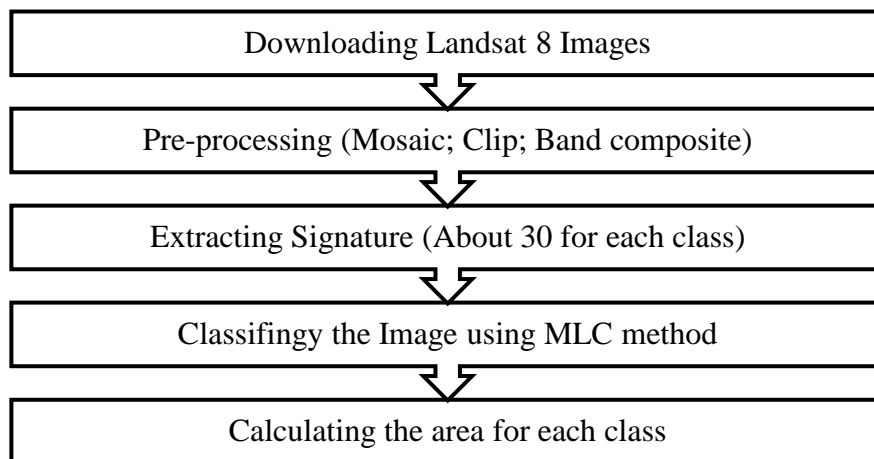 Downloading Landsat 8 Images
Pre-processing (Mosaic; Clip; Band composite)
Extracting Signature (About 30 for each class)
Classifingy the Image using MLC method
Calculating the area for each class